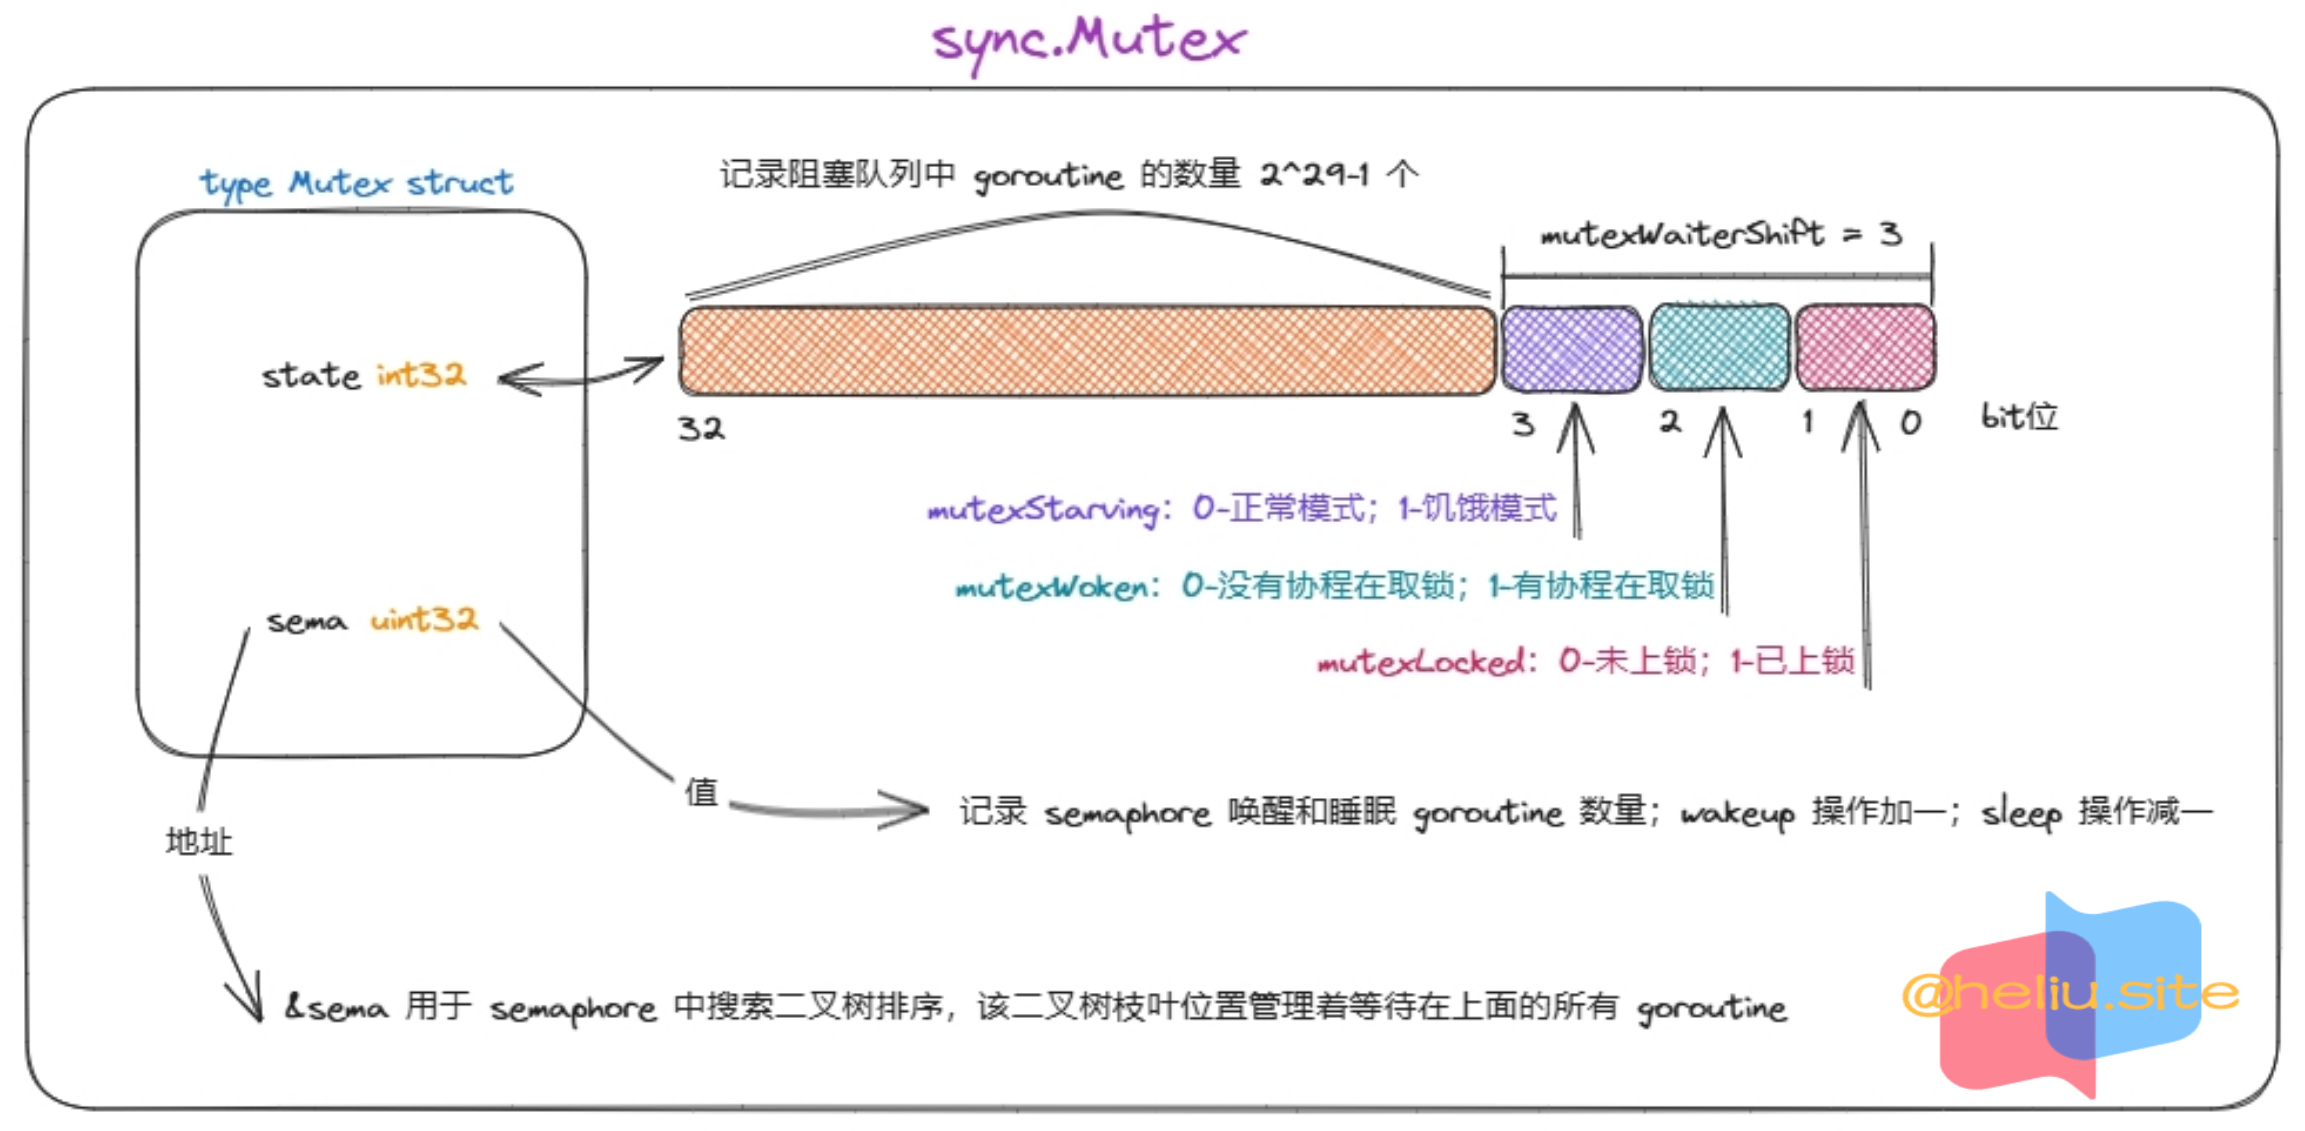 sync.Mutex
type Mutex struct
记录阻塞队列中 goroutine 的数量 2^29-1 个
mutexWaiterShift = 3
state int32
32
3
2
1
0
bit位
mutexStarving：0-正常模式；1-饥饿模式
mutexWoken：0-没有协程在取锁；1-有协程在取锁
sema uint32
mutexLocked：0-未上锁；1-已上锁
值
记录 semaphore 唤醒和睡眠 goroutine 数量；wakeup 操作加一；sleep 操作减一
地址
&sema 用于 semaphore 中搜索二叉树排序，该二叉树枝叶位置管理着等待在上面的所有 goroutine
@heliu.site